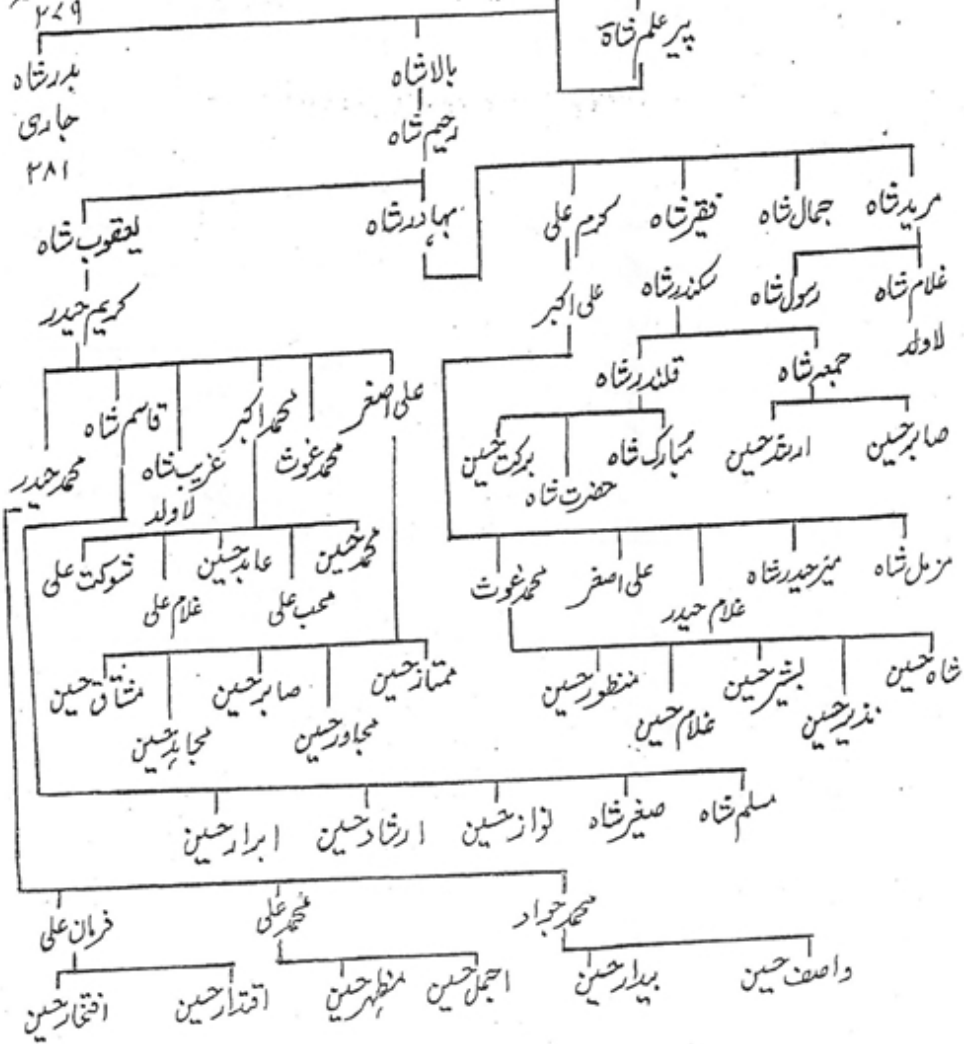 ۲۷۹
پیر علم شاہ
بالا شاہ
بدر شاہ
جاری
۲۸۱
رحیم شاہ
مرید شاہ جمال شاہ فقیر شاہ کرم علی
بہادر شاہ یعقوب شاہ
غلام شاہ رسول شاہ سکندر شاہ علی اکبر
لاولد
کریم حیدر
جمعہ شاہ قلندر شاہ
علی اصغر محمد غوث محمد اکبر غریب شاہ قاسم شاہ محمد حیدر
لاولد
صابر حسین ارشد حسین مبارک شاہ حضرت شاہ برکت حسین
مزمل شاہ میر حیدر شاہ غلام حیدر علی اصغر محمد غوث
محمد حسین محب علی عابد حسین غلام علی شوکت علی
شاہ حسین نذیر حسین بشیر حسین غلام حسین منظور حسین
ممتاز حسین مجاور حسین صابر حسین مجاہد حسین مشتاق حسین
مسلم شاہ صغیر شاہ نواز حسین ارشاد حسین ابرار حسین
محمد جواد محمد علی فرمان علی
واصف حسین بیدار حسین اجمل حسین مظہر حسین اقتدار حسین افتخار حسین